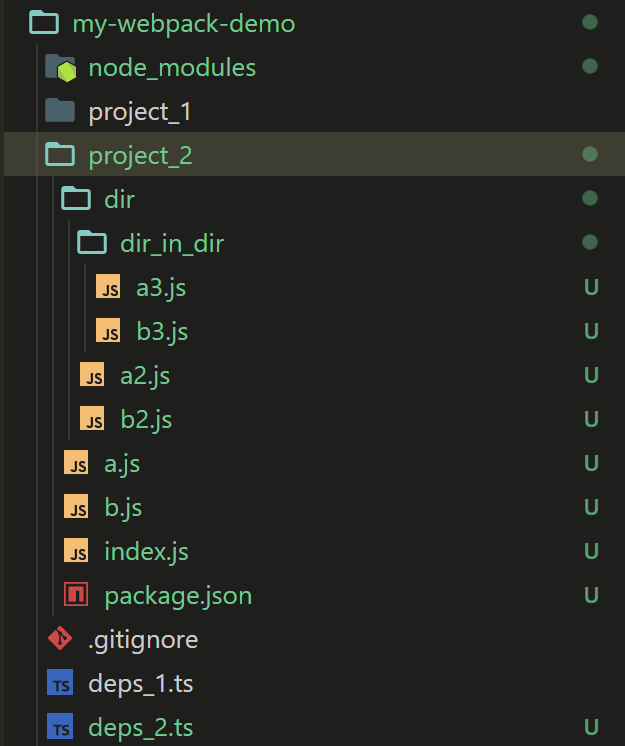 my-webpack-demo
node_modules
project_1
project_2
dir
dir_in_dir
JS a3.js U
JS b3.js U
JS a2.js U
JS b2.js U
JS a.js U
JS b.js U
JS index.js U
package.json U
.gitignore
TS deps_1.ts
TS deps_2.ts U